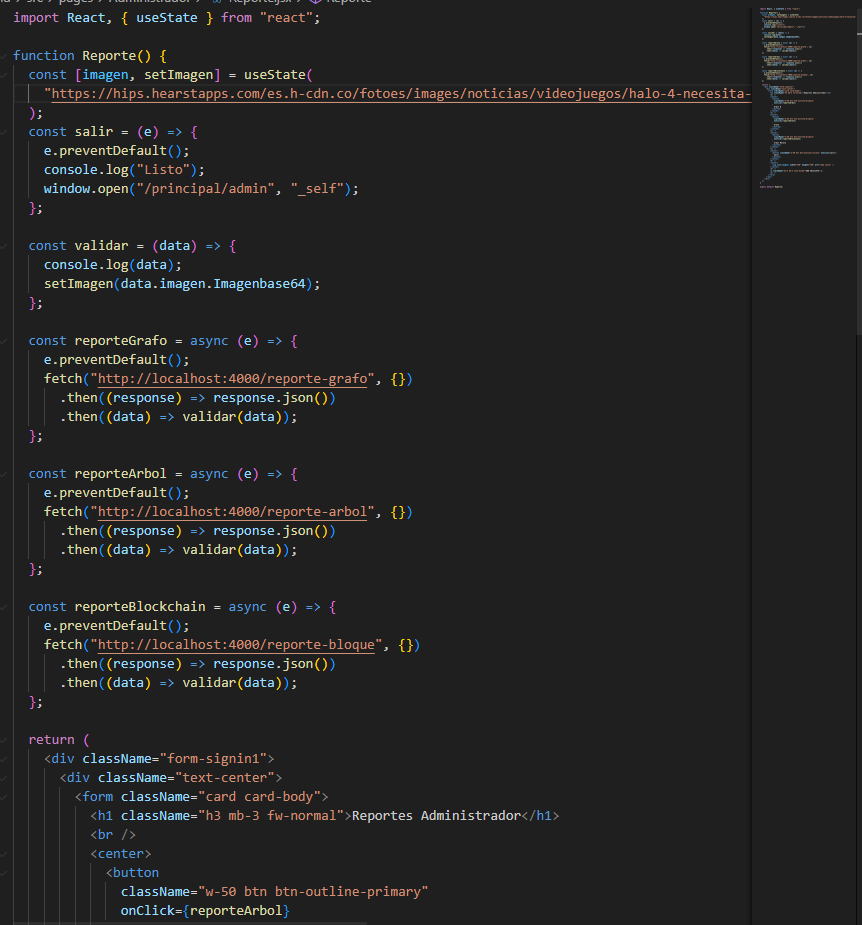 src > pages > Administrador > Reporte.jsx > Reporte
import React, { useState } from "react";
function Reporte() {
const [imagen, setImagen] = useState(
"https://hips.hearstapps.com/es.h-cdn.co/fotoes/images/noticias/videojuegos/halo-4-necesita-
);
const salir = (e) => {
e.preventDefault();
console.log("Listo");
window.open("/principal/admin", "_self");
};
const validar = (data) => {
console.log(data);
setImagen(data.imagen.Imagenbase64);
};
const reporteGrafo = async (e) => {
e.preventDefault();
fetch("http://localhost:4000/reporte-grafo", {})
.then((response) => response.json())
.then((data) => validar(data));
};
const reporteArbol = async (e) => {
e.preventDefault();
fetch("http://localhost:4000/reporte-arbol", {})
.then((response) => response.json())
.then((data) => validar(data));
};
const reporteBlockchain = async (e) => {
e.preventDefault();
fetch("http://localhost:4000/reporte-bloque", {})
.then((response) => response.json())
.then((data) => validar(data));
};
return (
<div className="form-signin1">
<div className="text-center">
<form className="card card-body">
<h1 className="h3 mb-3 fw-normal">Reportes Administrador</h1>
<br />
<center>
<button
className="w-50 btn btn-outline-primary"
onClick={reporteArbol}